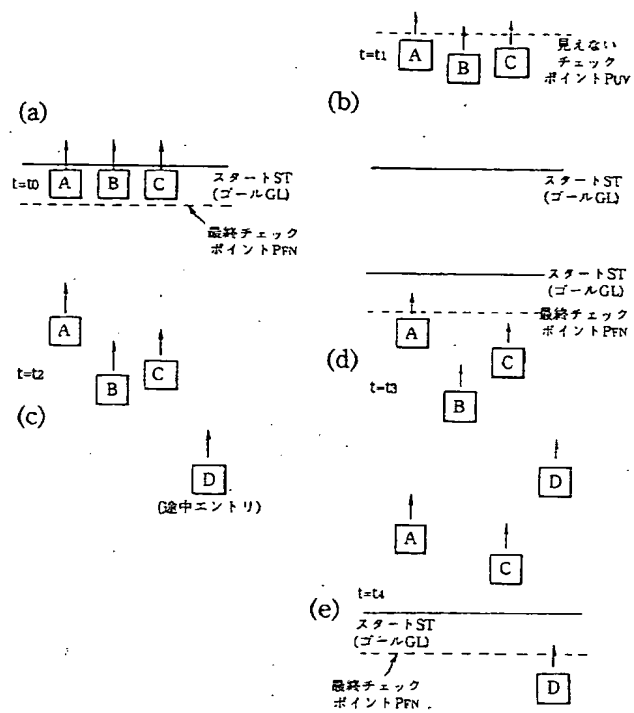 (a)
t=t0
A
B
C
スタートST
(ゴールGL)
最終チェック
ポイントPFN
t=t1
A
B
C
見えない
チェック
ポイントPUV
(b)
スタートST
(ゴールGL)
A
t=t2
B
C
(c)
D
(途中エントリ)
スタートST
(ゴールGL)
最終チェック
ポイントPFN
A
C
(d)
t=t3
B
D
A
C
t=t4
(e)
スタートST
(ゴールGL)
最終チェック
ポイントPFN
D